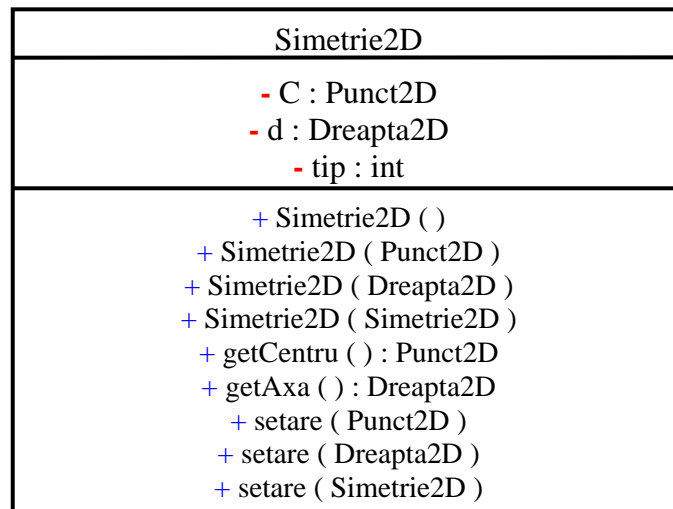 Simetrie2D
- C : Punct2D
- d : Dreapta2D
- tip : int
+ Simetrie2D ( )
+ Simetrie2D ( Punct2D )
+ Simetrie2D ( Dreapta2D )
+ Simetrie2D ( Simetrie2D )
+ getCentru ( ) : Punct2D
+ getAxa ( ) : Dreapta2D
+ setare ( Punct2D )
+ setare ( Dreapta2D )
+ setare ( Simetrie2D )